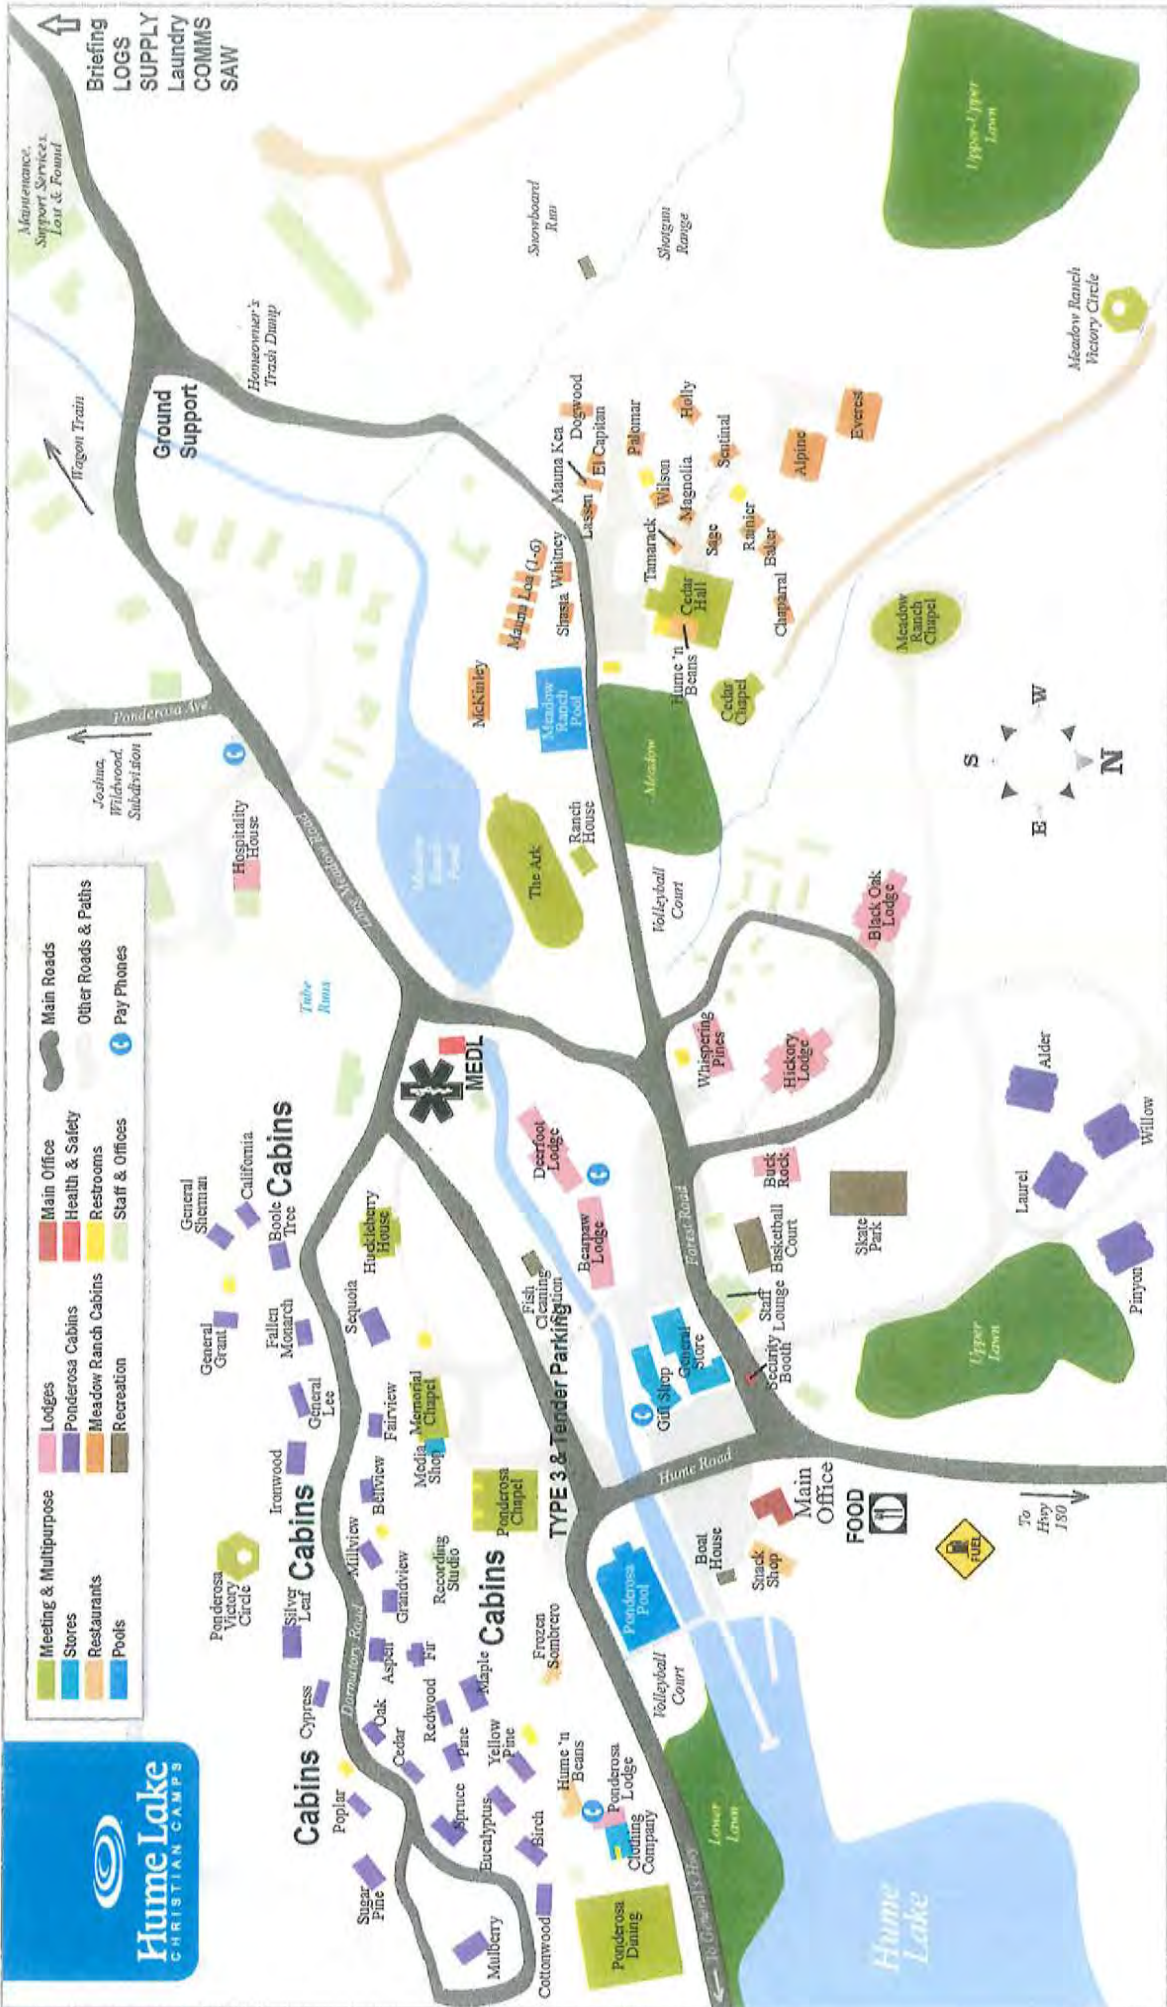 Hume Lake
CHRISTIAN CAMPS
Meeting & Multipurpose
Stores
Restaurants
Pools
Lodges
Ponderosa Cabins
Meadow Ranch Cabins
Recreation
Main Office
Health & Safety
Restrooms
Staff & Offices
Main Roads
Other Roads & Paths
Pay Phones
Maintenance,
Support Services,
Lost & Found
Briefing
LOGS
SUPPLY
Laundry
COMMS
SAW
Wagon Train
Ground
Support
Homeowner's
Trash Dump
Ponderosa Ave.
Joshua,
Wildwood,
Subdivision
Hospitality
House
Long Meadow Road
Tube
Runs
Snowboard
Run
Shotgun
Range
Upper-Upper
Lawn
Meadow Ranch
Victory Circle
Dogwood
Mauna Kea
El Capitan
Lassen
Palomar
Holly
Wilson
Magnolia
Sentinal
Tamarack
Sage
Rainier
Baker
Alpine
Everest
Chaparral
Mauna Loa (1-6)
Whitney
Shasta
McKinley
Meadow
Ranch
Pool
Cedar
Hall
Hume 'n
Beans
Cedar
Chapel
Meadow
Ranch
Chapel
Meadow
The Ark
Ranch
House
Volleyball
Court
S
W
E
N
Black Oak
Lodge
Whispering
Pines
Hickory
Lodge
Buck
Rock
Forest Road
Basketball
Court
Skate
Park
Alder
Willow
Laurel
Pinyon
Upper
Lawn
MEDL
Deerfoot
Lodge
Bearpaw
Lodge
Fish
Cleaning
Station
TYPE 3 & Tender Parking
Gift Shop
General
Store
Staff
Lounge
Security
Booth
Hume Road
Main
Office
FOOD
FUEL
To
Hwy
180
Boat
House
Snack
Shop
General
Sherman
California
Boole
Tree
Cabins
General
Grant
Fallen
Monarch
Huckleberry
House
Sequoia
General
Lee
Fairview
Memorial
Chapel
Media
Shop
Ironwood
Cabins
Bellview
Millview
Ponderosa
Chapel
Ponderosa
Victory
Circle
Silver
Leaf
Grandview
Recording
Studio
Cabins
Dormitory Road
Aspen
Fir
Maple
Frozen
Sombrero
Ponderosa
Pool
Volleyball
Court
Cypress
Cabins
Oak
Cedar
Redwood
Pine
Yellow
Pine
Poplar
Spruce
Eucalyptus
Birch
Hume 'n
Beans
Ponderosa
Lodge
Clothing
Company
Sugar
Pine
Mulberry
Cottonwood
Ponderosa
Dining
To General's Hwy
Lower
Lawn
Hume
Lake